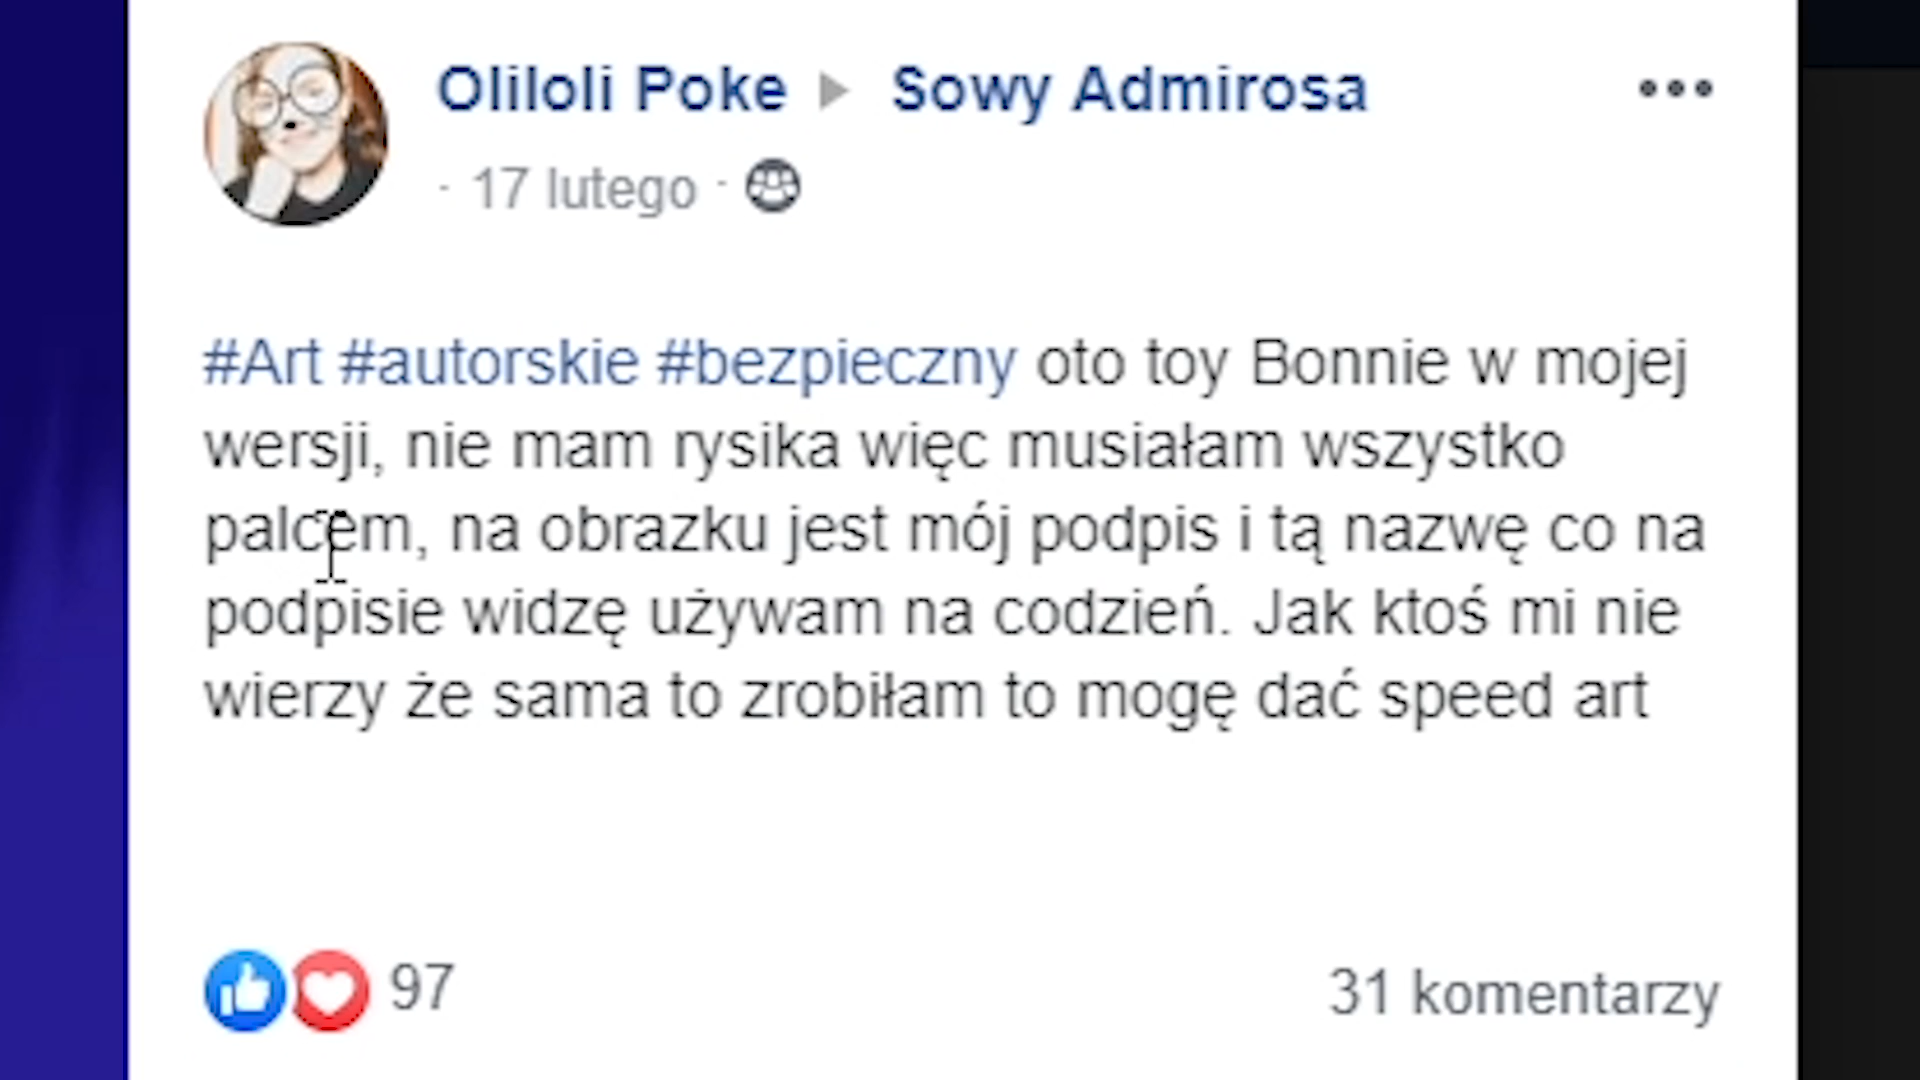 Oliloli Poke ▶ Sowy Admirosa
· 17 lutego ·
#Art #autorskie #bezpieczny oto toy Bonnie w mojej
wersji, nie mam rysika więc musiałam wszystko
palcem, na obrazku jest mój podpis i tą nazwę co na
podpisie widzę używam na codzień. Jak ktoś mi nie
wierzy że sama to zrobiłam to mogę dać speed art
97
31 komentarzy